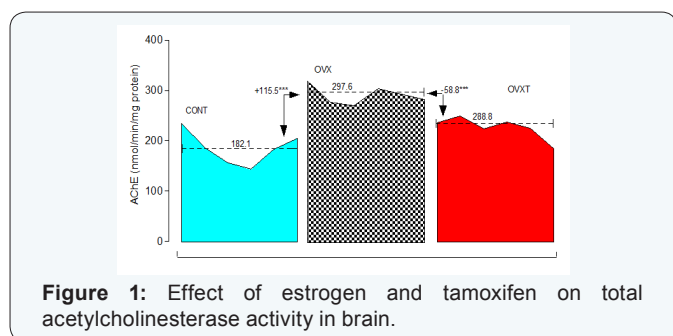 400
300
200
100
0
AChE (nmol/min/mg protein)
CONT
182.1
+115.5***
OVX
297.6
-58.8***
OVXT
288.8
Figure 1: Effect of estrogen and tamoxifen on total
acetylcholinesterase activity in brain.